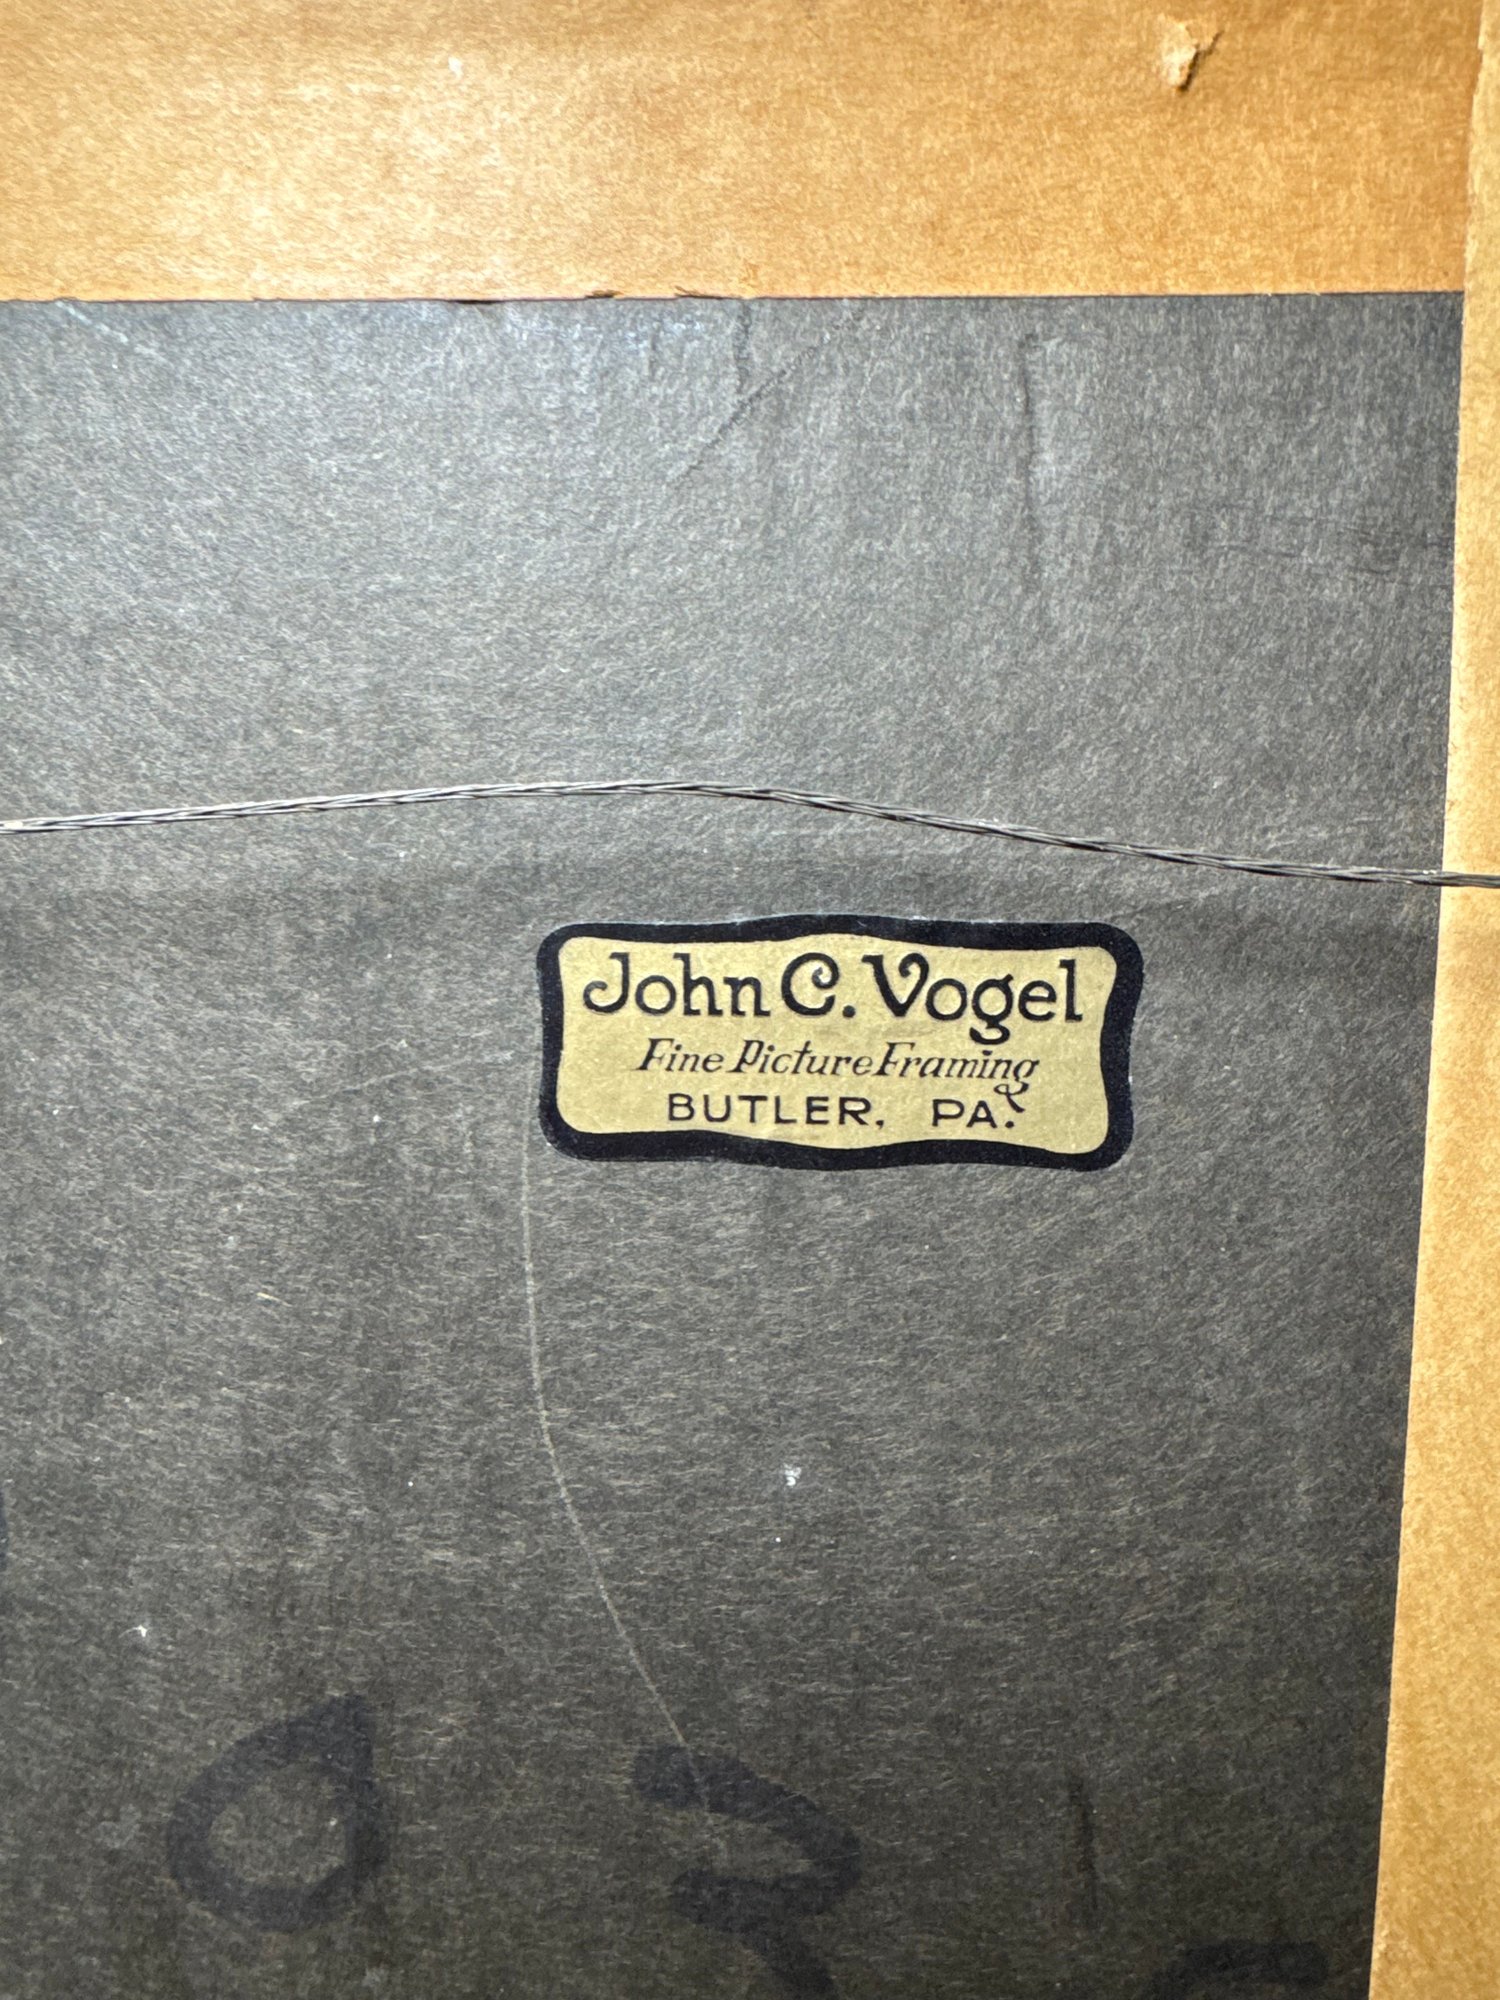 John C. Vogel
Fine Picture Framing
BUTLER, PA.